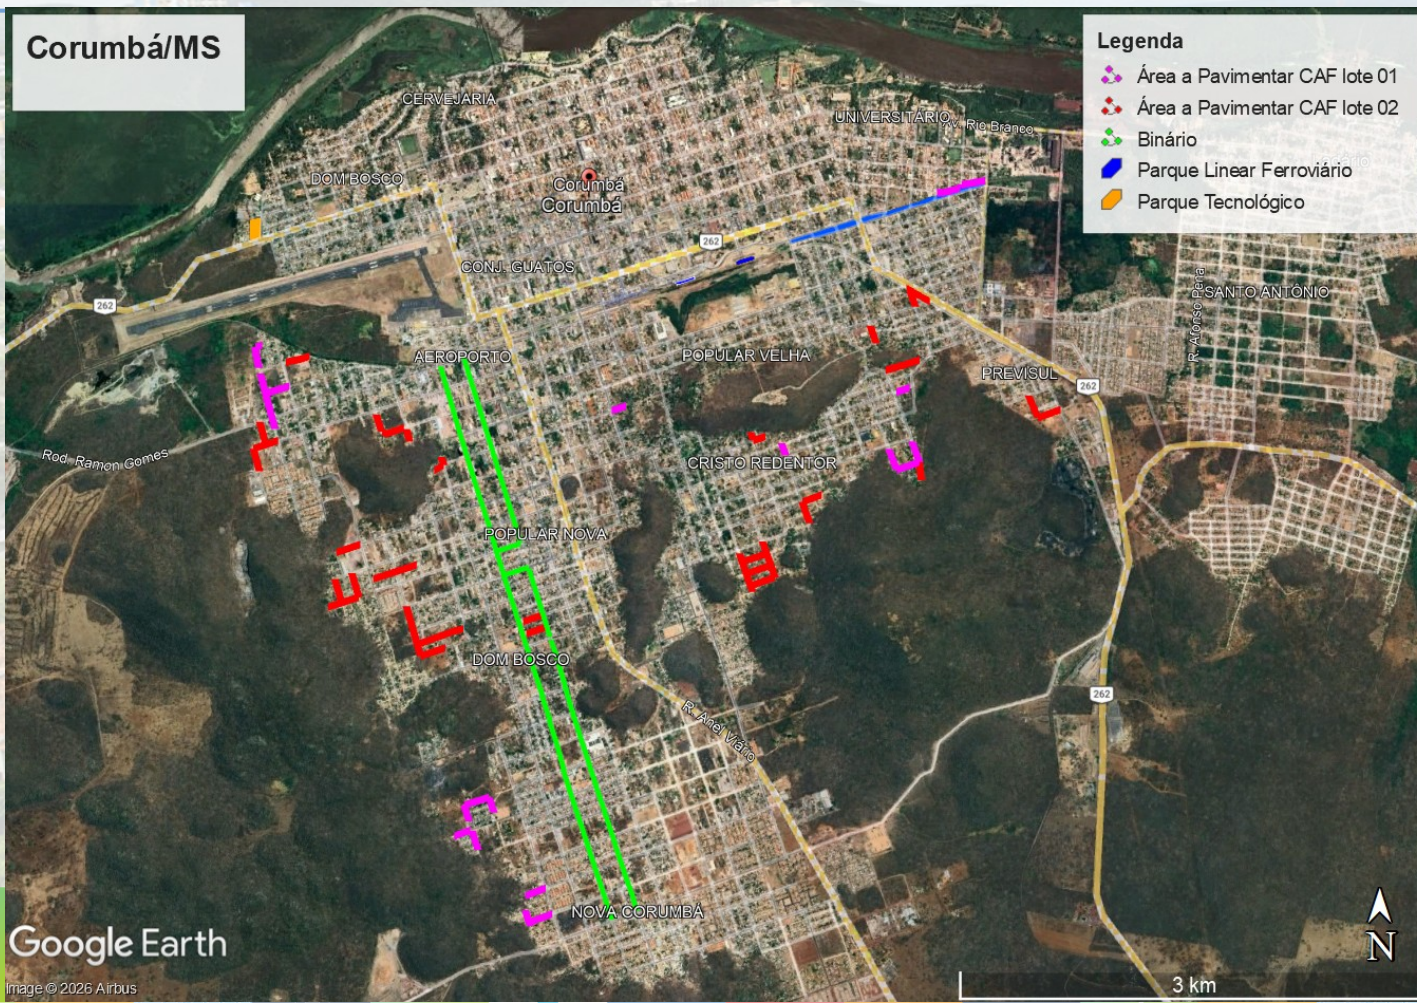 Corumbá/MS
Legenda
Área a Pavimentar CAF lote 01
Área a Pavimentar CAF lote 02
Binário
Parque Linear Ferroviário
Parque Tecnológico
CERVEJARIA
UNIVERSITÁRIO
Av. Rio Branco
DOM BOSCO
Corumbá
Corumbá
262
CONJ. GUATOS
262
SANTO ANTÔNIO
R. Afonso Pena
AEROPORTO
POPULAR VELHA
PREVISUL
262
Rod. Ramon Gomes
CRISTO REDENTOR
POPULAR NOVA
DOM BOSCO
262
R. Anel Viário
NOVA CORUMBÁ
Google Earth
N
Image © 2026 Airbus
3 km